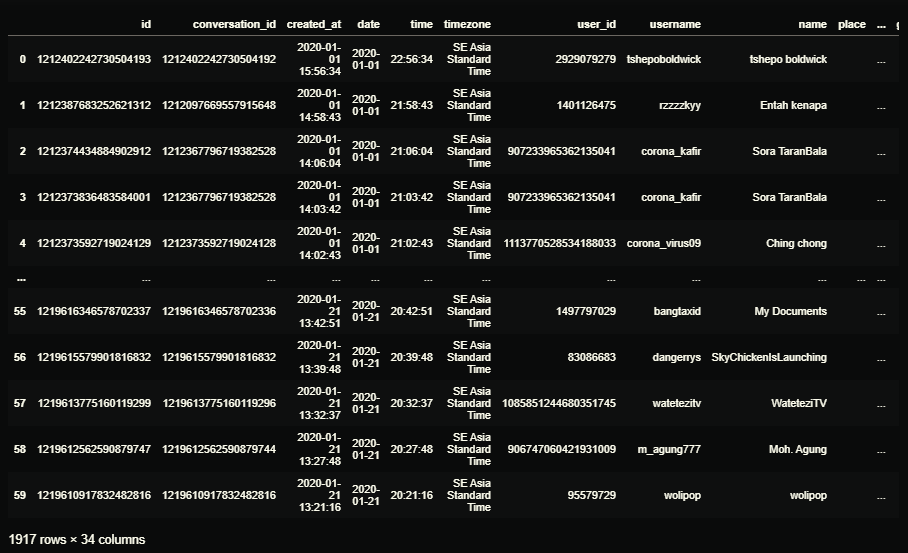 id conversation_id created_at date time timezone user_id username name place ... g
0 1212402242730504193 1212402242730504192 2020-01-01 15:56:34 2020-01-01 22:56:34 SE Asia Standard Time 2929079279 tshepoboldwick tshepo boldwick ...
1 1212387683252621312 1212097669557915648 2020-01-01 14:58:43 2020-01-01 21:58:43 SE Asia Standard Time 1401126475 rzzzzkyy Entah kenapa ...
2 1212374434884902912 1212367796719382528 2020-01-01 14:06:04 2020-01-01 21:06:04 SE Asia Standard Time 907233965362135041 corona_kafir Sora TaranBala ...
3 1212373836483584001 1212367796719382528 2020-01-01 14:03:42 2020-01-01 21:03:42 SE Asia Standard Time 907233965362135041 corona_kafir Sora TaranBala ...
4 1212373592719024129 1212373592719024128 2020-01-01 14:02:43 2020-01-01 21:02:43 SE Asia Standard Time 1113770528534188033 corona_virus09 Ching chong ...
... ... ... ... ... ... ... ... ... ... ... ...
55 1219616346578702337 1219616346578702336 2020-01-21 13:42:51 2020-01-21 20:42:51 SE Asia Standard Time 1497797029 bangtaxid My Documents ...
56 1219615579901816832 1219615579901816832 2020-01-21 13:39:48 2020-01-21 20:39:48 SE Asia Standard Time 83086683 dangerrys SkyChickenIsLaunching ...
57 1219613775160119299 1219613775160119296 2020-01-21 13:32:37 2020-01-21 20:32:37 SE Asia Standard Time 1085851244680351745 watetezitv WateteziTV ...
58 1219612562590879747 1219612562590879744 2020-01-21 13:27:48 2020-01-21 20:27:48 SE Asia Standard Time 906747060421931009 m_agung777 Moh. Agung ...
59 1219610917832482816 1219610917832482816 2020-01-21 13:21:16 2020-01-21 20:21:16 SE Asia Standard Time 95579729 wolipop wolipop ...
1917 rows × 34 columns